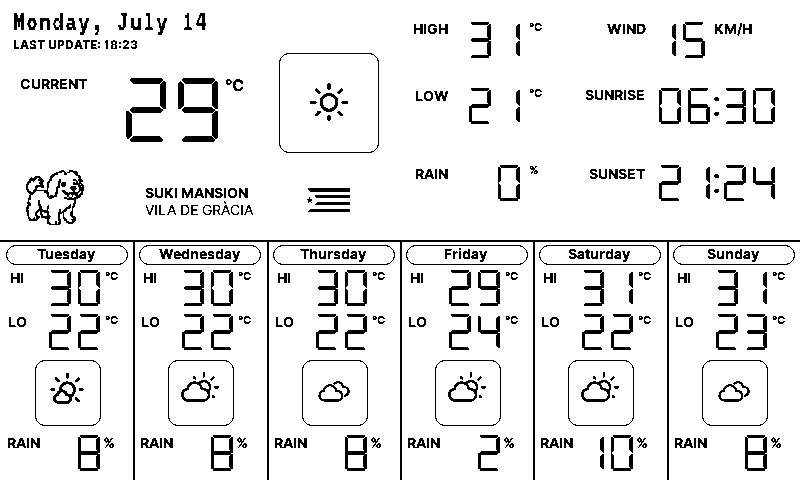 Monday, July 14
LAST UPDATE: 18:23
CURRENT 29 °C
HIGH 31 °C
LOW 21 °C
RAIN 0 %
WIND 15 KM/H
SUNRISE 06:30
SUNSET 21:24
SUKI MANSION
VILA DE GRÀCIA
Tuesday
HI 30 °C
LO 22 °C
RAIN 8 %
Wednesday
HI 30 °C
LO 22 °C
RAIN 8 %
Thursday
HI 30 °C
LO 22 °C
RAIN 8 %
Friday
HI 29 °C
LO 24 °C
RAIN 2 %
Saturday
HI 31 °C
LO 22 °C
RAIN 10 %
Sunday
HI 31 °C
LO 23 °C
RAIN 8 %